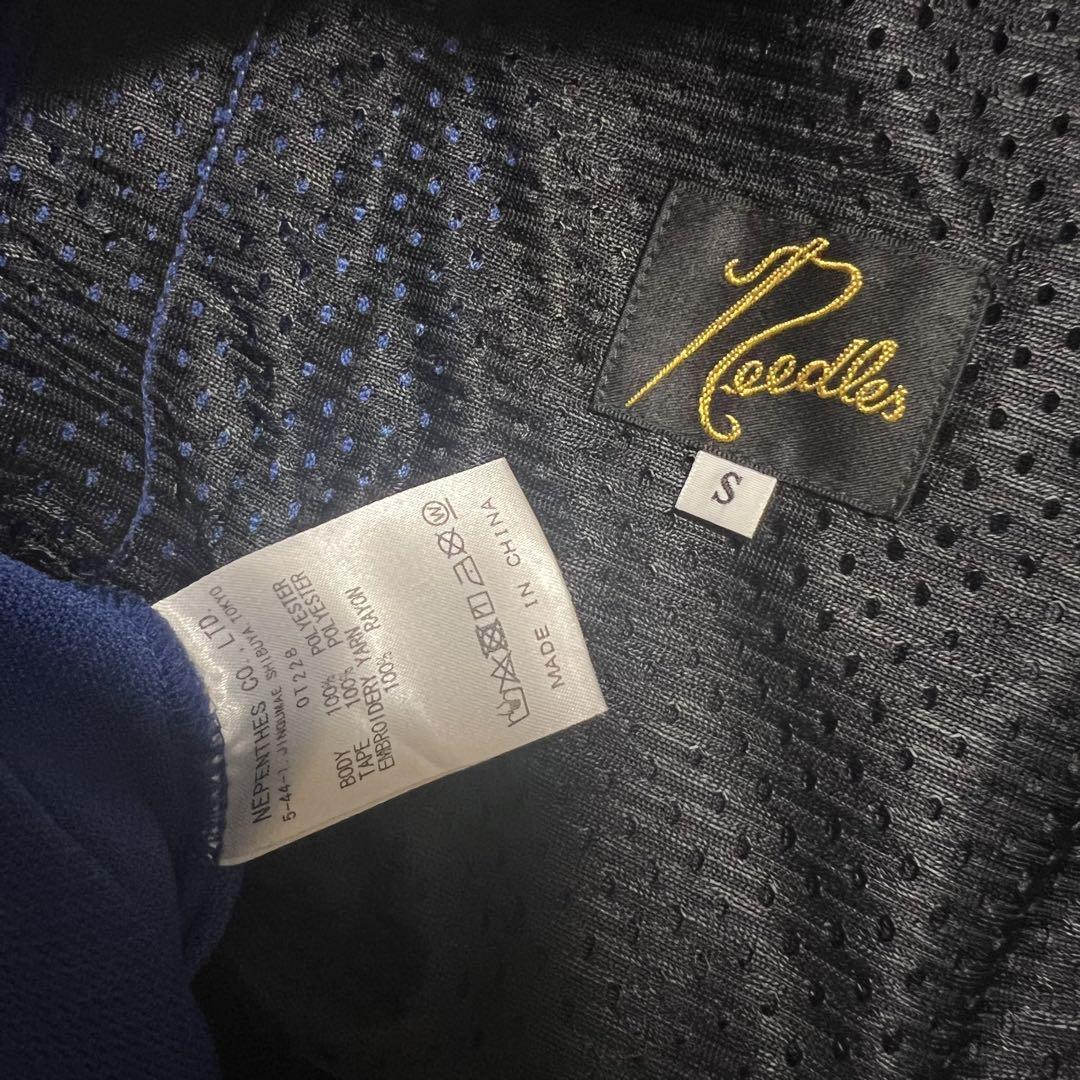 Needles
S
NEPENTHES CO., LTD.
5-44-1, JINGUMAE SHIBUYA TOKYO
OT228
BODY 100% POLYESTER
TAPE 100% POLYESTER
EMBROIDERY YARN
100% RAYON
W
MADE IN CHINA